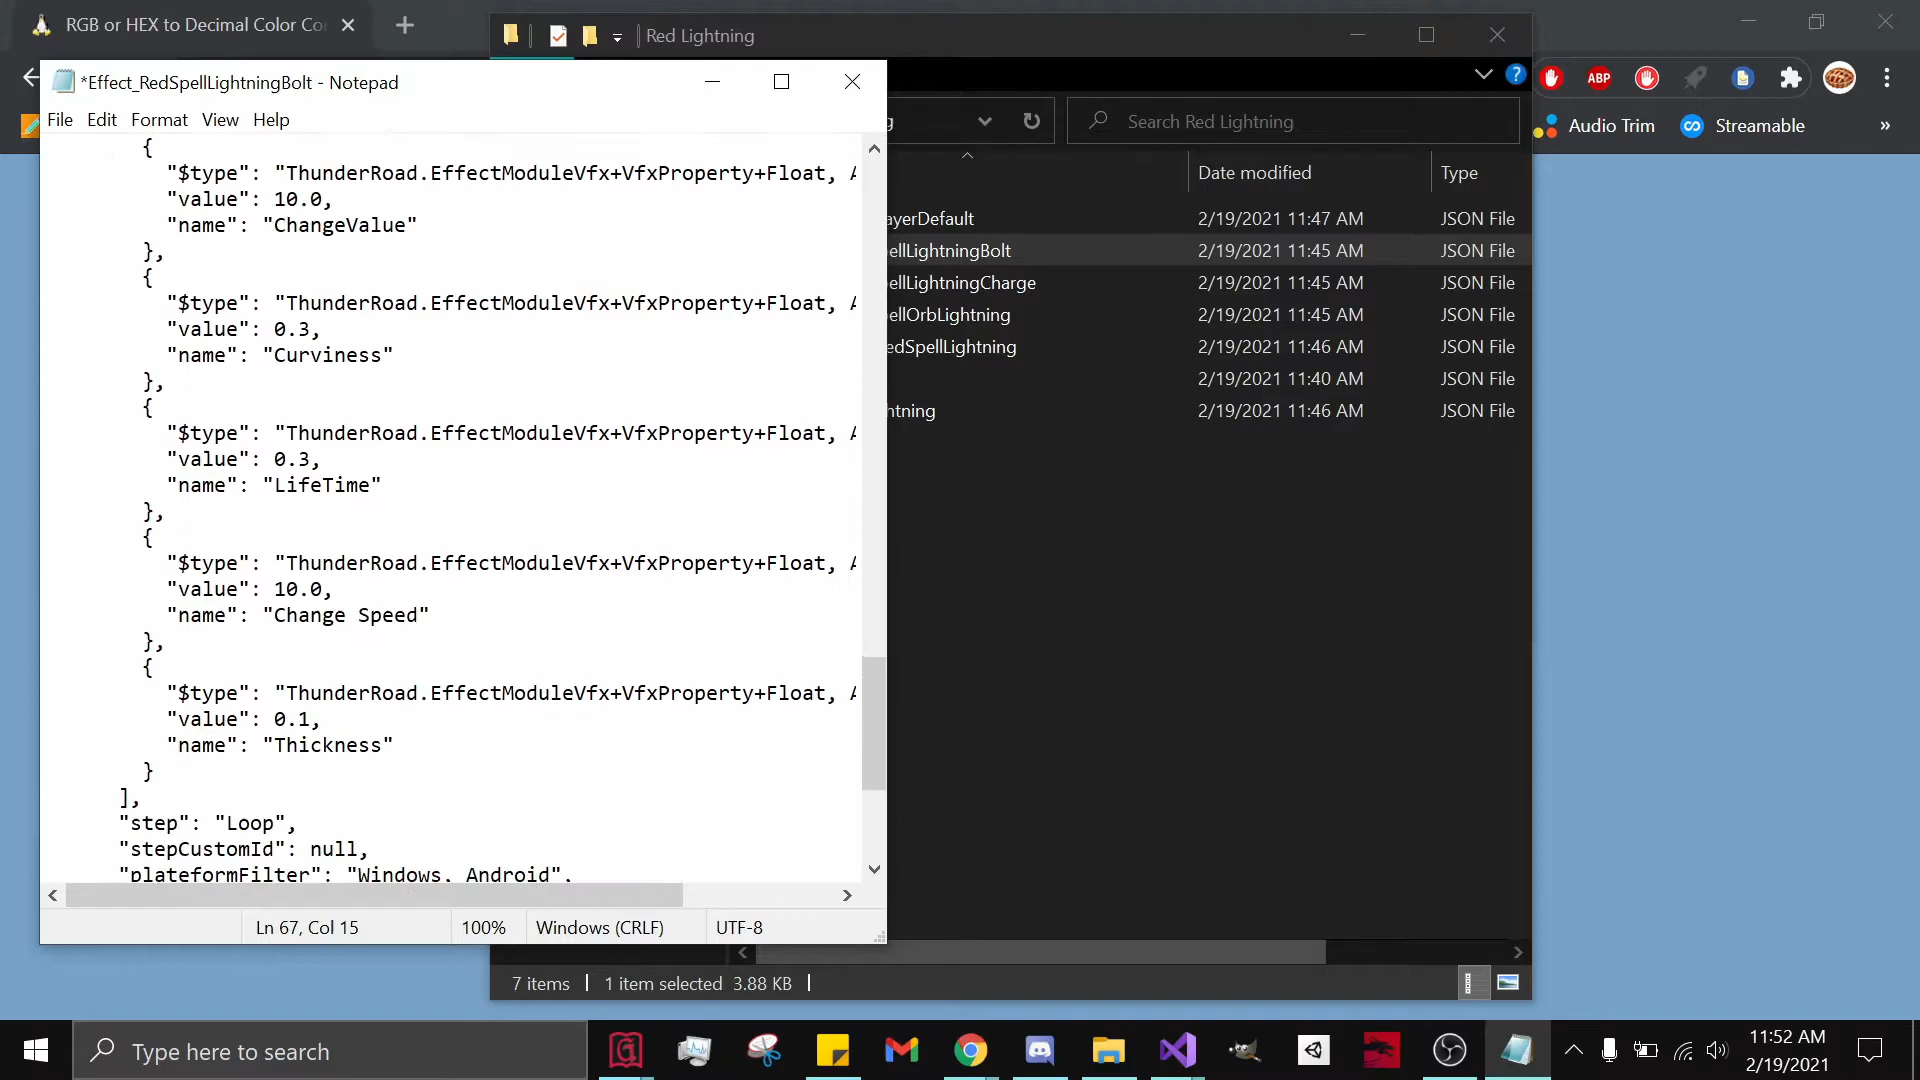 RGB or HEX to Decimal Color Co
Red Lightning
*Effect_RedSpellLightningBolt - Notepad
File Edit Format View Help
{
"$type": "ThunderRoad.EffectModuleVfx+VfxProperty+Float,
"value": 10.0,
"name": "ChangeValue"
},
{
"$type": "ThunderRoad.EffectModuleVfx+VfxProperty+Float,
"value": 0.3,
"name": "Curviness"
},
{
"$type": "ThunderRoad.EffectModuleVfx+VfxProperty+Float,
"value": 0.3,
"name": "LifeTime"
},
{
"$type": "ThunderRoad.EffectModuleVfx+VfxProperty+Float,
"value": 10.0,
"name": "Change Speed"
},
{
"$type": "ThunderRoad.EffectModuleVfx+VfxProperty+Float,
"value": 0.1,
"name": "Thickness"
}
],
"step": "Loop",
"stepCustomId": null,
"plateformFilter": "Windows, Android",
Ln 67, Col 15 100% Windows (CRLF) UTF-8
g
Search Red Lightning
ABP
Audio Trim Streamable »
Date modified Type
ayerDefault 2/19/2021 11:47 AM JSON File
ellLightningBolt 2/19/2021 11:45 AM JSON File
ellLightningCharge 2/19/2021 11:45 AM JSON File
ellOrbLightning 2/19/2021 11:45 AM JSON File
edSpellLightning 2/19/2021 11:46 AM JSON File
2/19/2021 11:40 AM JSON File
htning 2/19/2021 11:46 AM JSON File
7 items 1 item selected 3.88 KB
Type here to search
11:52 AM
2/19/2021